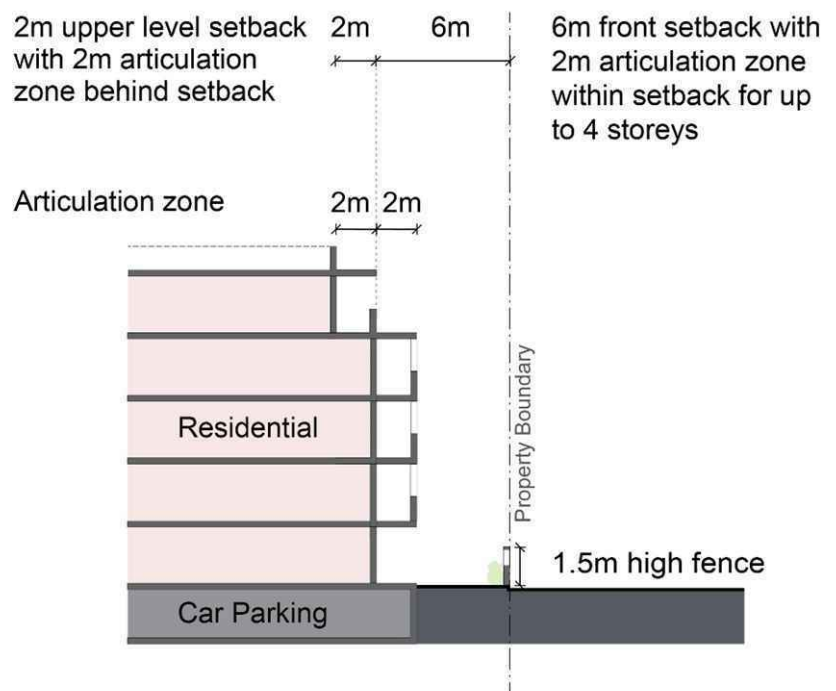 2m upper level setback
with 2m articulation
zone behind setback
2m
6m
6m front setback with
2m articulation zone
within setback for up
to 4 storeys
Articulation zone
2m 2m
Property Boundary
Residential
1.5m high fence
Car Parking